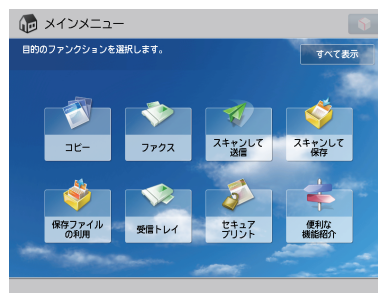 メインメニュー
目的のファンクションを選択します。
すべて表示
コピー
ファクス
スキャンして
送信
スキャンして
保存
保存ファイル
の利用
受信トレイ
セキュア
プリント
便利な
機能紹介